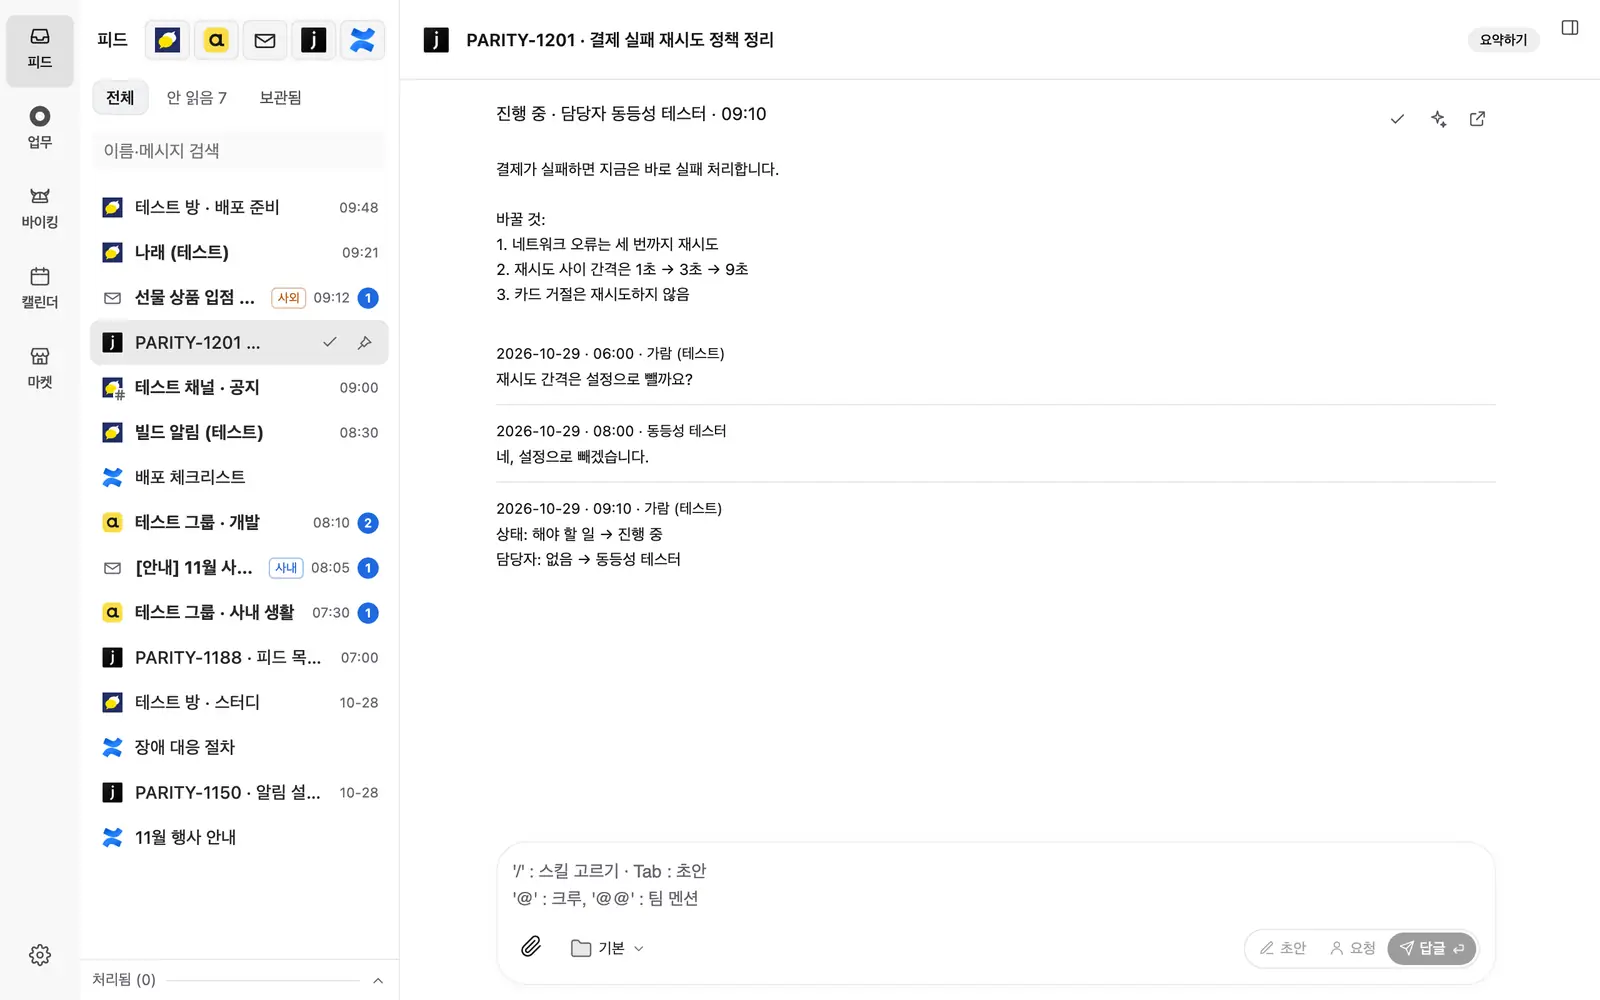 피드
업무
바이킹
캘린더
마켓
피드
전체 안 읽음 7 보관됨
이름·메시지 검색
테스트 방 · 배포 준비 09:48
나래 (테스트) 09:21
선물 상품 입점 ... 사외 09:12 1
PARITY-1201 ...
테스트 채널 · 공지 09:00
빌드 알림 (테스트) 08:30
배포 체크리스트
테스트 그룹 · 개발 08:10 2
[안내] 11월 사... 사내 08:05 1
테스트 그룹 · 사내 생활 07:30 1
PARITY-1188 · 피드 목... 07:00
테스트 방 · 스터디 10-28
장애 대응 절차
PARITY-1150 · 알림 설... 10-28
11월 행사 안내
처리됨 (0)
PARITY-1201 · 결제 실패 재시도 정책 정리
요약하기
진행 중 · 담당자 동등성 테스터 · 09:10
결제가 실패하면 지금은 바로 실패 처리합니다.
바꿀 것:
1. 네트워크 오류는 세 번까지 재시도
2. 재시도 사이 간격은 1초 → 3초 → 9초
3. 카드 거절은 재시도하지 않음
2026-10-29 · 06:00 · 가람 (테스트)
재시도 간격은 설정으로 뺄까요?
2026-10-29 · 08:00 · 동등성 테스터
네, 설정으로 빼겠습니다.
2026-10-29 · 09:10 · 가람 (테스트)
상태: 해야 할 일 → 진행 중
담당자: 없음 → 동등성 테스터
'/' : 스킬 고르기 · Tab : 초안
'@' : 크루, '@@' : 팀 멘션
기본
초안 요청 답글